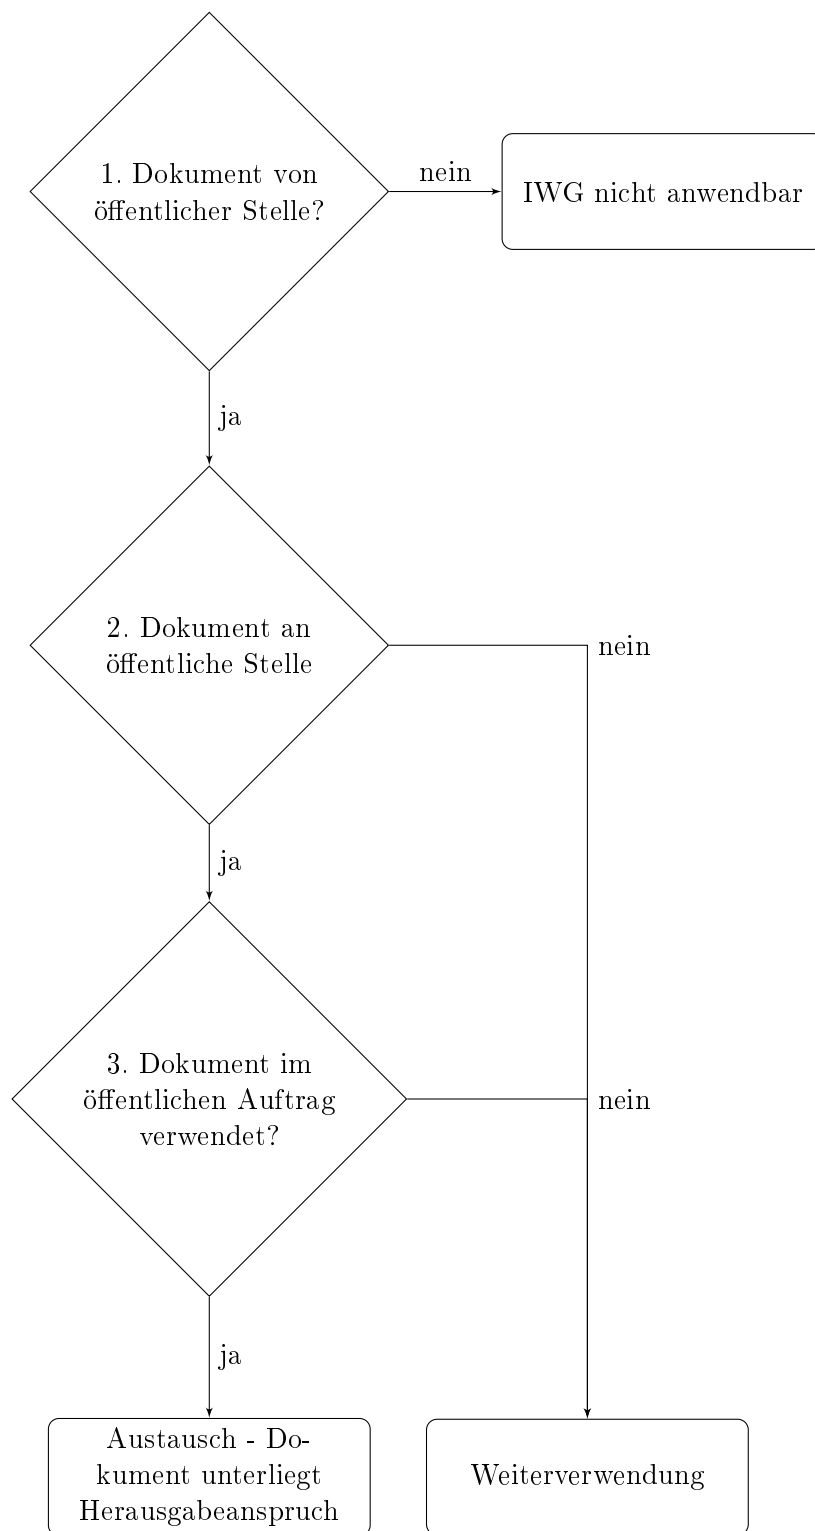 1. Dokument von
öffentlicher Stelle?
nein
IWG nicht anwendbar
ja
2. Dokument an
öffentliche Stelle
nein
ja
3. Dokument im
öffentlichen Auftrag
verwendet?
nein
ja
Austausch - Do-
kument unterliegt
Herausgabeanspruch
Weiterverwendung